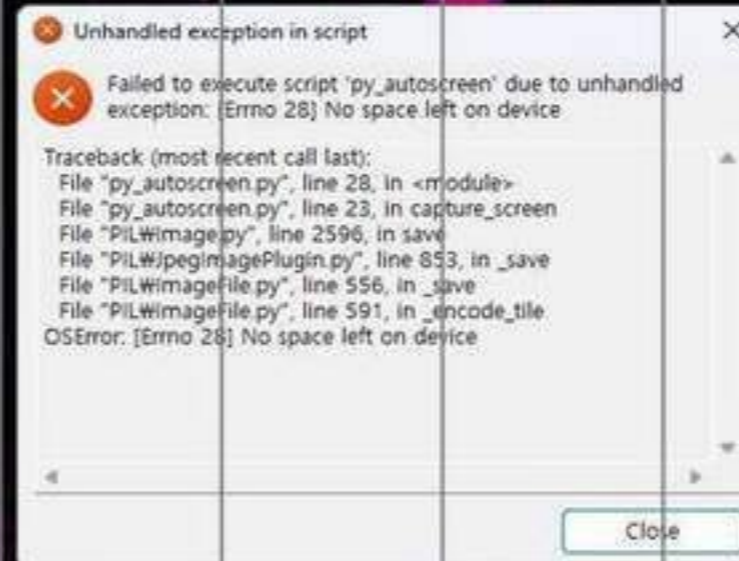 Unhandled exception in script
Failed to execute script 'py_autoscreen' due to unhandled
exception: [Errno 28] No space left on device
Traceback (most recent call last):
File "py_autoscreen.py", line 28, in <module>
File "py_autoscreen.py", line 23, in capture_screen
File "PIL₩Image.py", line 2596, in save
File "PIL₩JpegImagePlugin.py", line 853, in _save
File "PIL₩ImageFile.py", line 556, in _save
File "PIL₩ImageFile.py", line 591, in _encode_tile
OSError: [Errno 28] No space left on device
Close